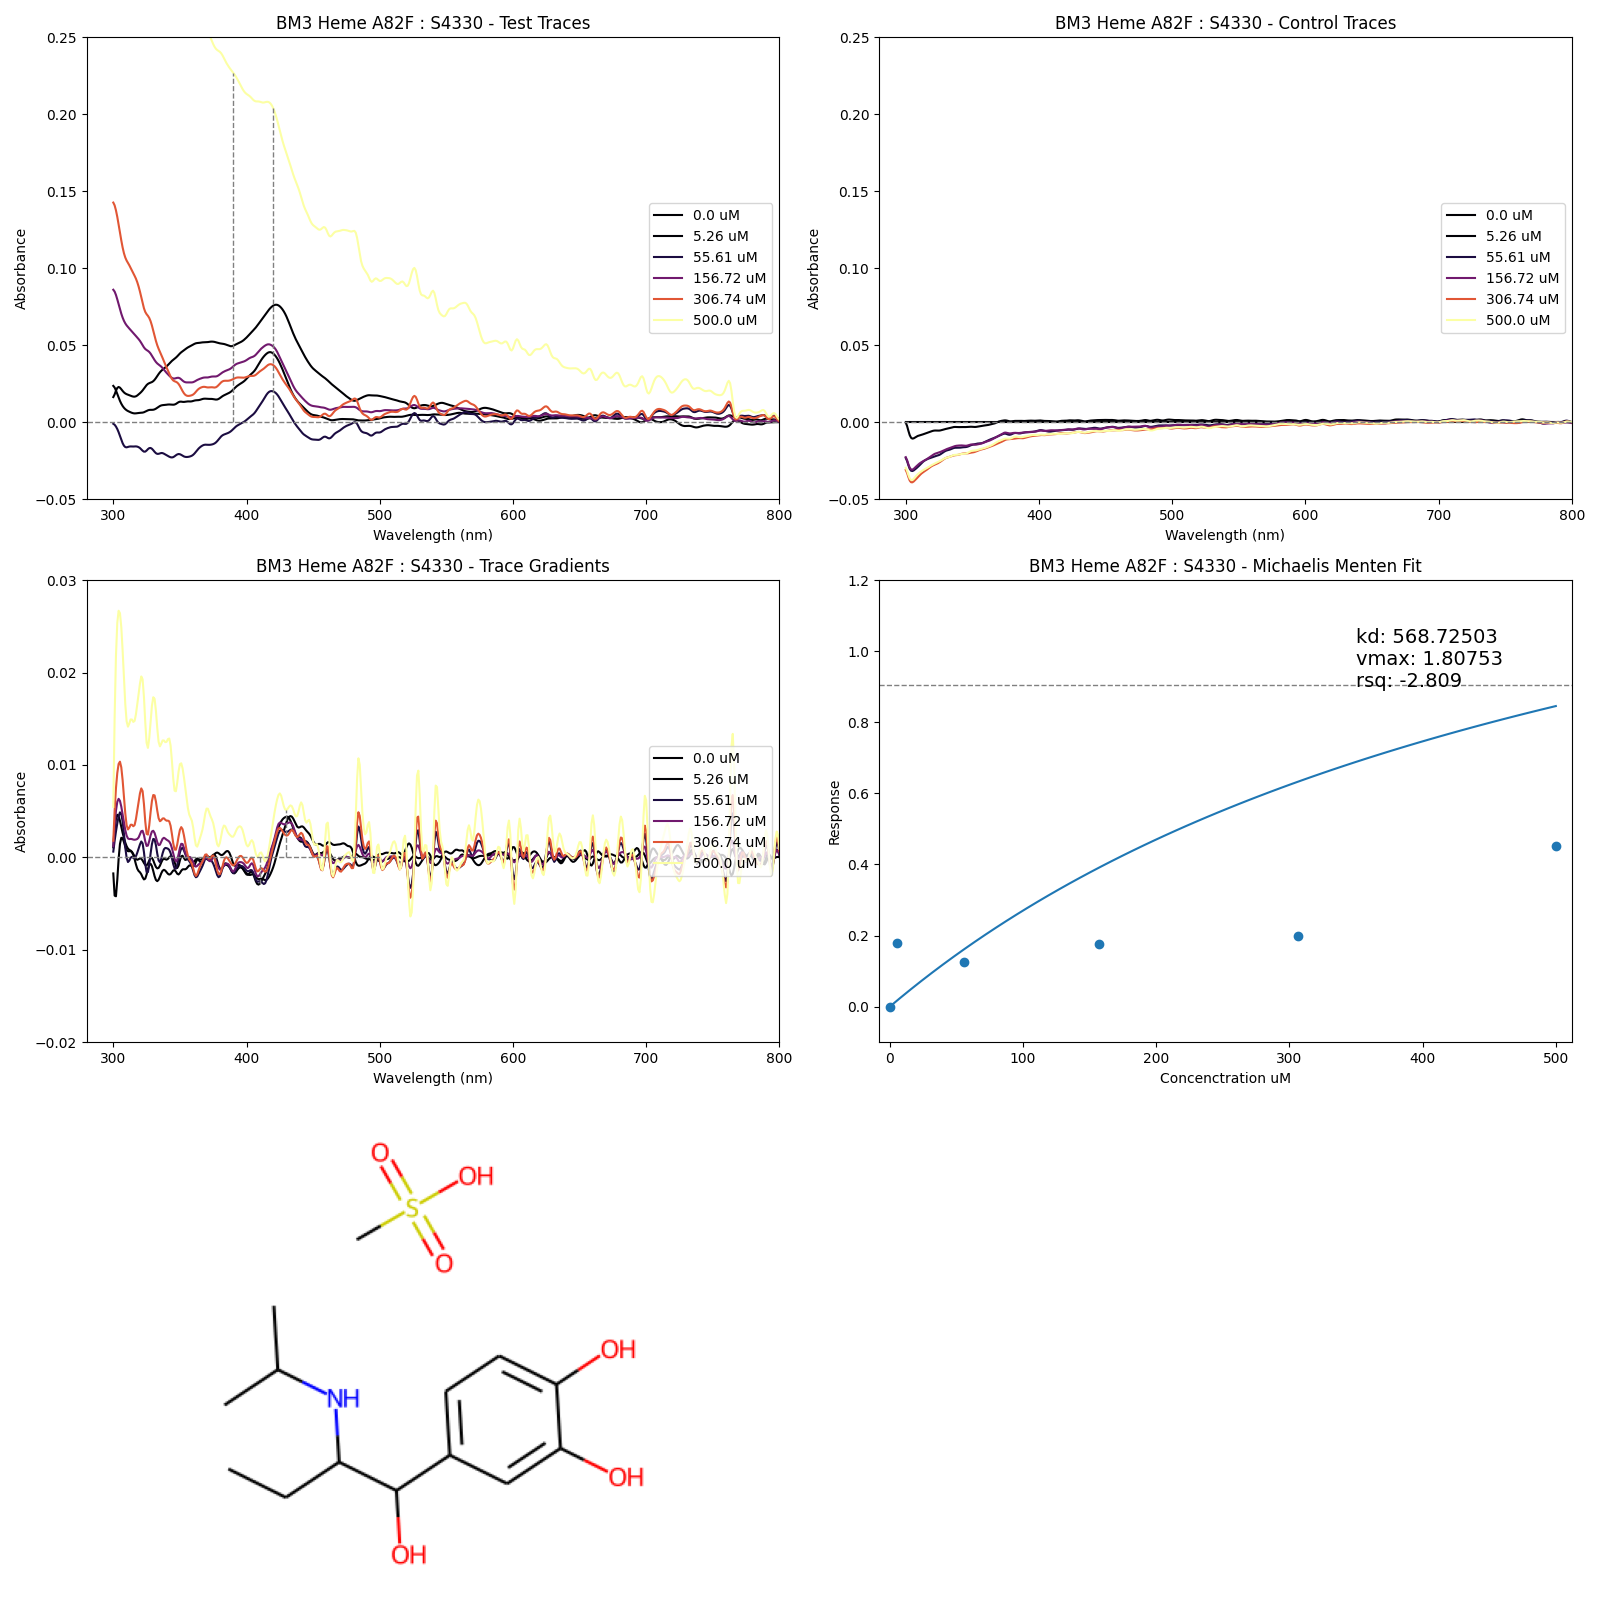 BM3 Heme A82F : S4330 - Test Traces
0.25
0.20
0.15
0.10
0.05
0.00
−0.05
Absorbance
300 400 500 600 700 800
Wavelength (nm)
0.0 uM
5.26 uM
55.61 uM
156.72 uM
306.74 uM
500.0 uM
BM3 Heme A82F : S4330 - Control Traces
0.25
0.20
0.15
0.10
0.05
0.00
−0.05
Absorbance
300 400 500 600 700 800
Wavelength (nm)
0.0 uM
5.26 uM
55.61 uM
156.72 uM
306.74 uM
500.0 uM
BM3 Heme A82F : S4330 - Trace Gradients
0.03
0.02
0.01
0.00
−0.01
−0.02
Absorbance
300 400 500 600 700 800
Wavelength (nm)
0.0 uM
5.26 uM
55.61 uM
156.72 uM
306.74 uM
500.0 uM
BM3 Heme A82F : S4330 - Michaelis Menten Fit
1.2
1.0
0.8
0.6
0.4
0.2
0.0
Response
kd: 568.72503
vmax: 1.80753
rsq: -2.809
0 100 200 300 400 500
Concenctration uM
O
OH
S
O
OH
NH
OH
OH